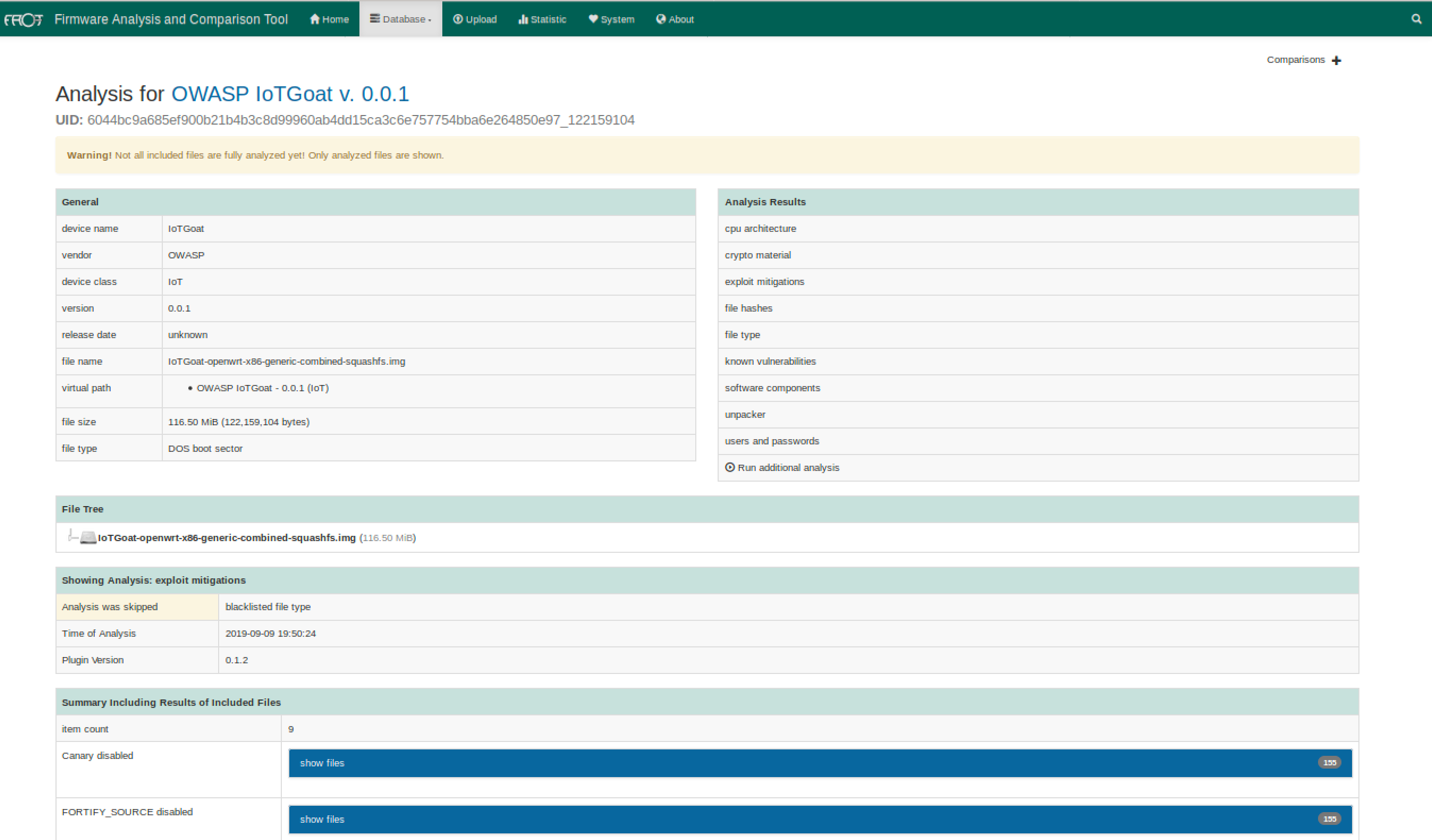 FACT Firmware Analysis and Comparison Tool Home Database Upload Statistic System About
Comparisons
Analysis for OWASP IoTGoat v. 0.0.1
UID: 6044bc9a685ef900b21b4b3c8d99960ab4dd15ca3c6e757754bba6e264850e97_122159104
Warning! Not all included files are fully analyzed yet! Only analyzed files are shown.
General
device name IoTGoat
vendor OWASP
device class IoT
version 0.0.1
release date unknown
file name IoTGoat-openwrt-x86-generic-combined-squashfs.img
virtual path • OWASP IoTGoat - 0.0.1 (IoT)
file size 116.50 MiB (122,159,104 bytes)
file type DOS boot sector
Analysis Results
cpu architecture
crypto material
exploit mitigations
file hashes
file type
known vulnerabilities
software components
unpacker
users and passwords
Run additional analysis
File Tree
IoTGoat-openwrt-x86-generic-combined-squashfs.img (116.50 MiB)
Showing Analysis: exploit mitigations
Analysis was skipped blacklisted file type
Time of Analysis 2019-09-09 19:50:24
Plugin Version 0.1.2
Summary Including Results of Included Files
item count 9
Canary disabled show files 155
FORTIFY_SOURCE disabled show files 155